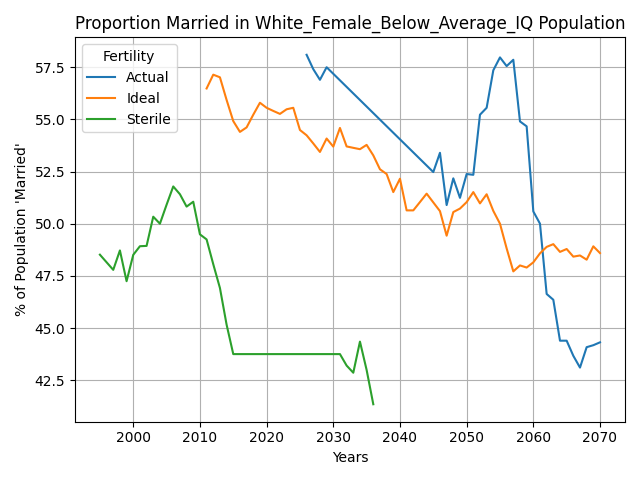 Proportion Married in White_Female_Below_Average_IQ Population
Fertility
Actual
Ideal
Sterile
% of Population 'Married'
57.5
55.0
52.5
50.0
47.5
45.0
42.5
2000
2010
2020
2030
2040
2050
2060
2070
Years